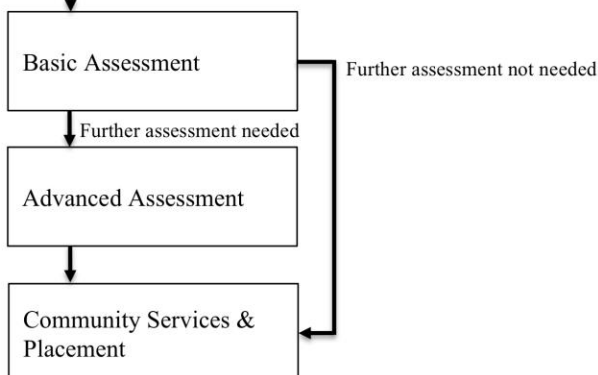 Basic Assessment
Further assessment not needed
Further assessment needed
Advanced Assessment
Community Services &
Placement